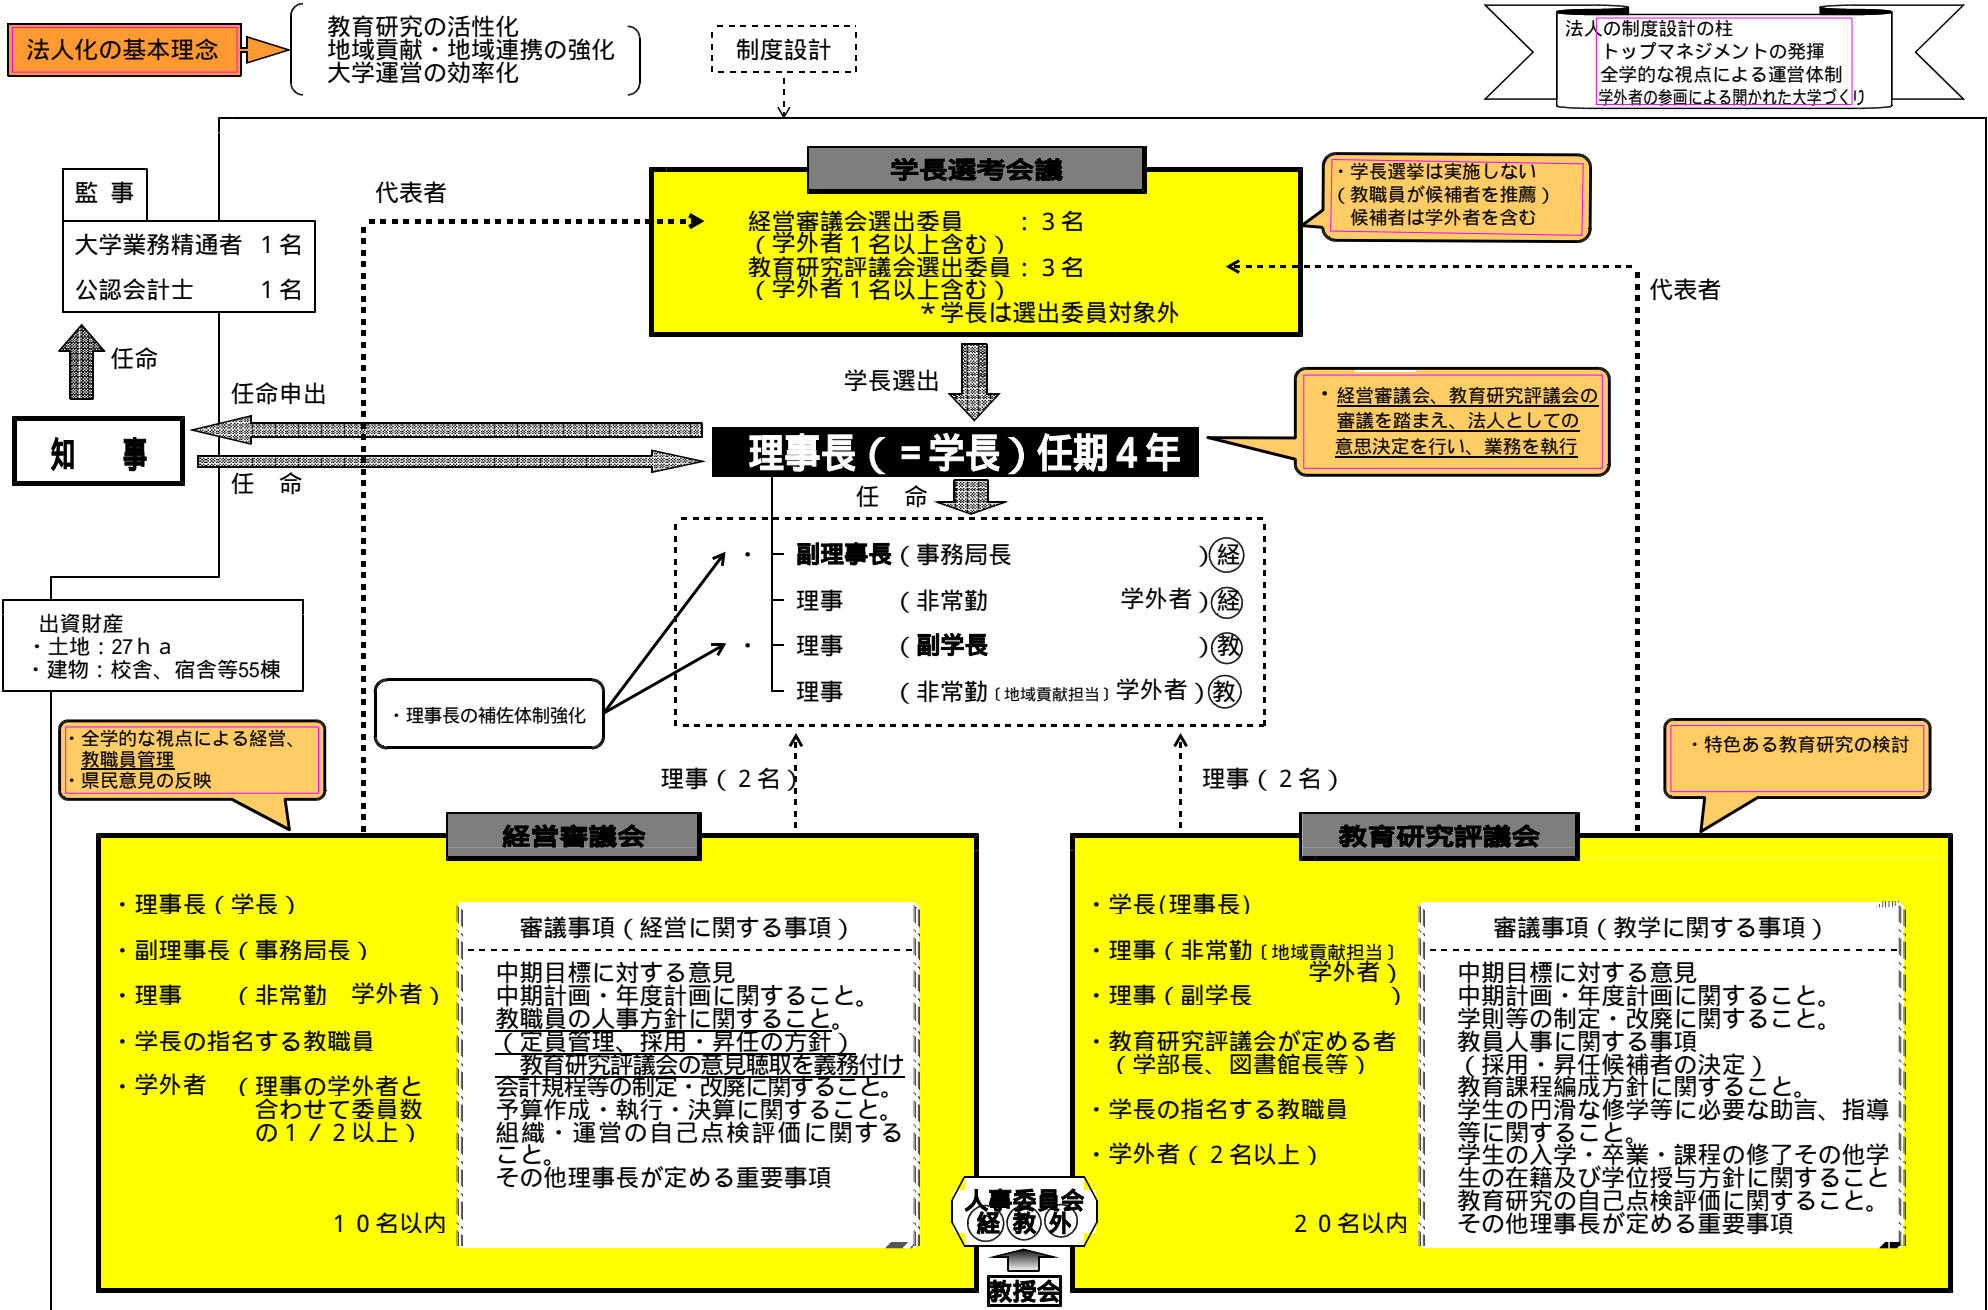 法人化の基本理念
教育研究の活性化
地域貢献・地域連携の強化
大学運営の効率化
制度設計
法人の制度設計の柱
トップマネジメントの発揮
全学的な視点による運営体制
学外者の参画による開かれた大学づくり
監 事
大学業務精通者 1名
公認会計士 1名
任命
代表者
学長選考会議
経営審議会選出委員 : 3名
(学外者1名以上含む)
教育研究評議会選出委員: 3名
(学外者1名以上含む)
*学長は選出委員対象外
・学長選挙は実施しない
(教職員が候補者を推薦)
候補者は学外者を含む
代表者
学長選出
任命申出
知 事
任 命
理事長(=学長)任期4年
・経営審議会、教育研究評議会の
審議を踏まえ、法人としての
意思決定を行い、業務を執行
任 命
・ 副理事長(事務局長 )経
理事 (非常勤 学外者)経
・ 理事 (副学長 )教
理事 (非常勤〔地域貢献担当〕学外者)教
出資財産
・土地:27ha
・建物:校舎、宿舎等55棟
・理事長の補佐体制強化
・全学的な視点による経営、
教職員管理
・県民意見の反映
理事(2名)
理事(2名)
・特色ある教育研究の検討
経営審議会
・理事長(学長)
・副理事長(事務局長)
・理事 (非常勤 学外者)
・学長の指名する教職員
・学外者 (理事の学外者と
合わせて委員数
の1/2以上)
10名以内
審議事項(経営に関する事項)
中期目標に対する意見
中期計画・年度計画に関すること。
教職員の人事方針に関すること。
(定員管理、採用・昇任の方針)
教育研究評議会の意見聴取を義務付け
会計規程等の制定・改廃に関すること。
予算作成・執行・決算に関すること。
組織・運営の自己点検評価に関する
こと。
その他理事長が定める重要事項
人事委員会
経 教 外
教授会
教育研究評議会
・学長(理事長)
・理事(非常勤〔地域貢献担当〕
学外者)
・理事(副学長 )
・教育研究評議会が定める者
(学部長、図書館長等)
・学長の指名する教職員
・学外者(2名以上)
20名以内
審議事項(教学に関する事項)
中期目標に対する意見
中期計画・年度計画に関すること。
学則等の制定・改廃に関すること。
教員人事に関する事項
(採用・昇任候補者の決定)
教育課程編成方針に関すること。
学生の円滑な修学等に必要な助言、指導
等に関すること。
学生の入学・卒業・課程の修了その他学
生の在籍及び学位授与方針に関すること
教育研究の自己点検評価に関すること。
その他理事長が定める重要事項